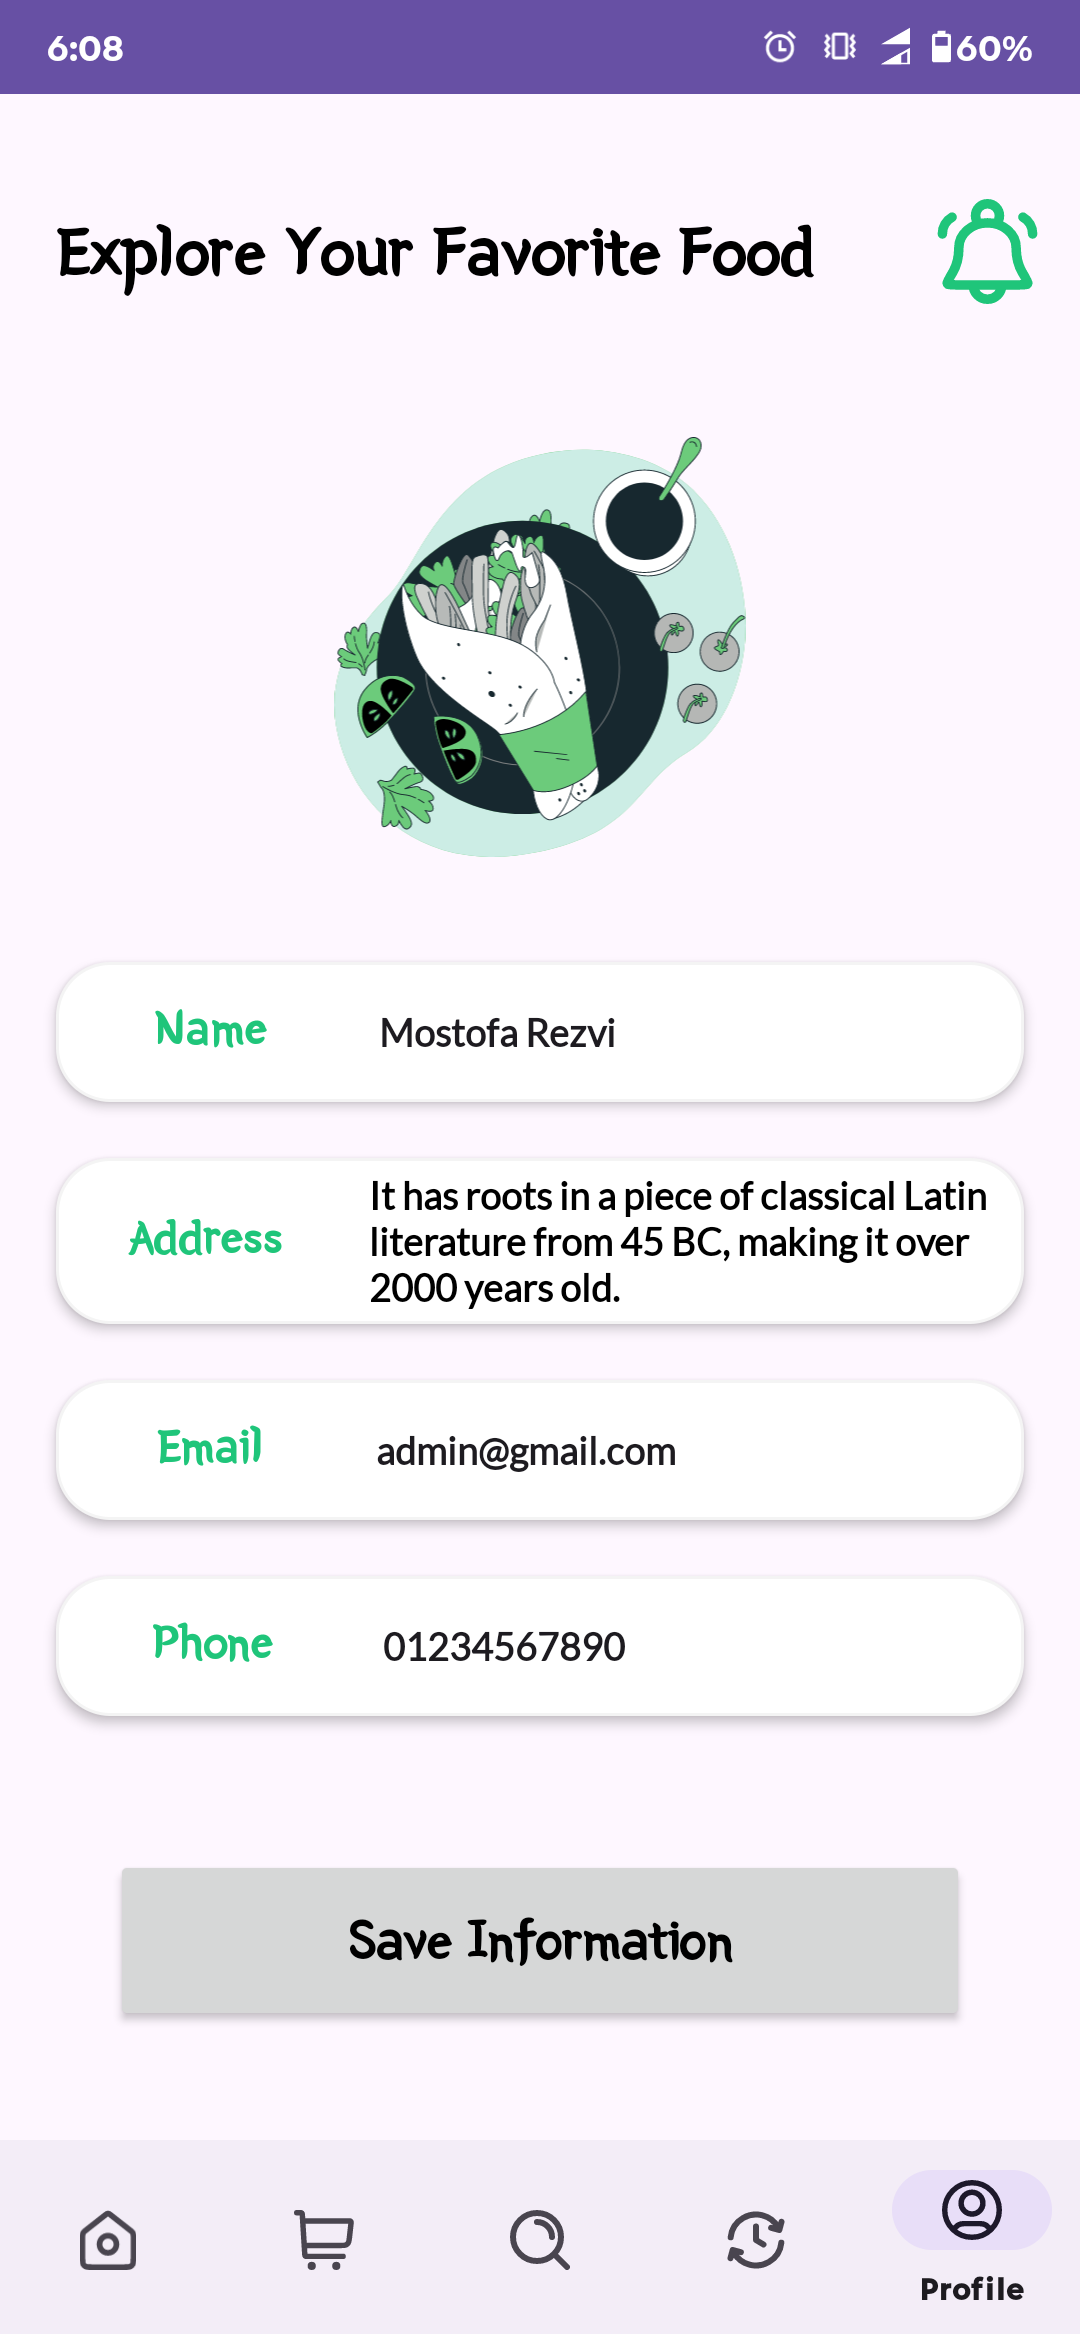 6:08
60%
Explore Your Favorite Food
Name
Mostofa Rezvi
Address
It has roots in a piece of classical Latin
literature from 45 BC, making it over
2000 years old.
Email
admin@gmail.com
Phone
01234567890
Save Information
Profile